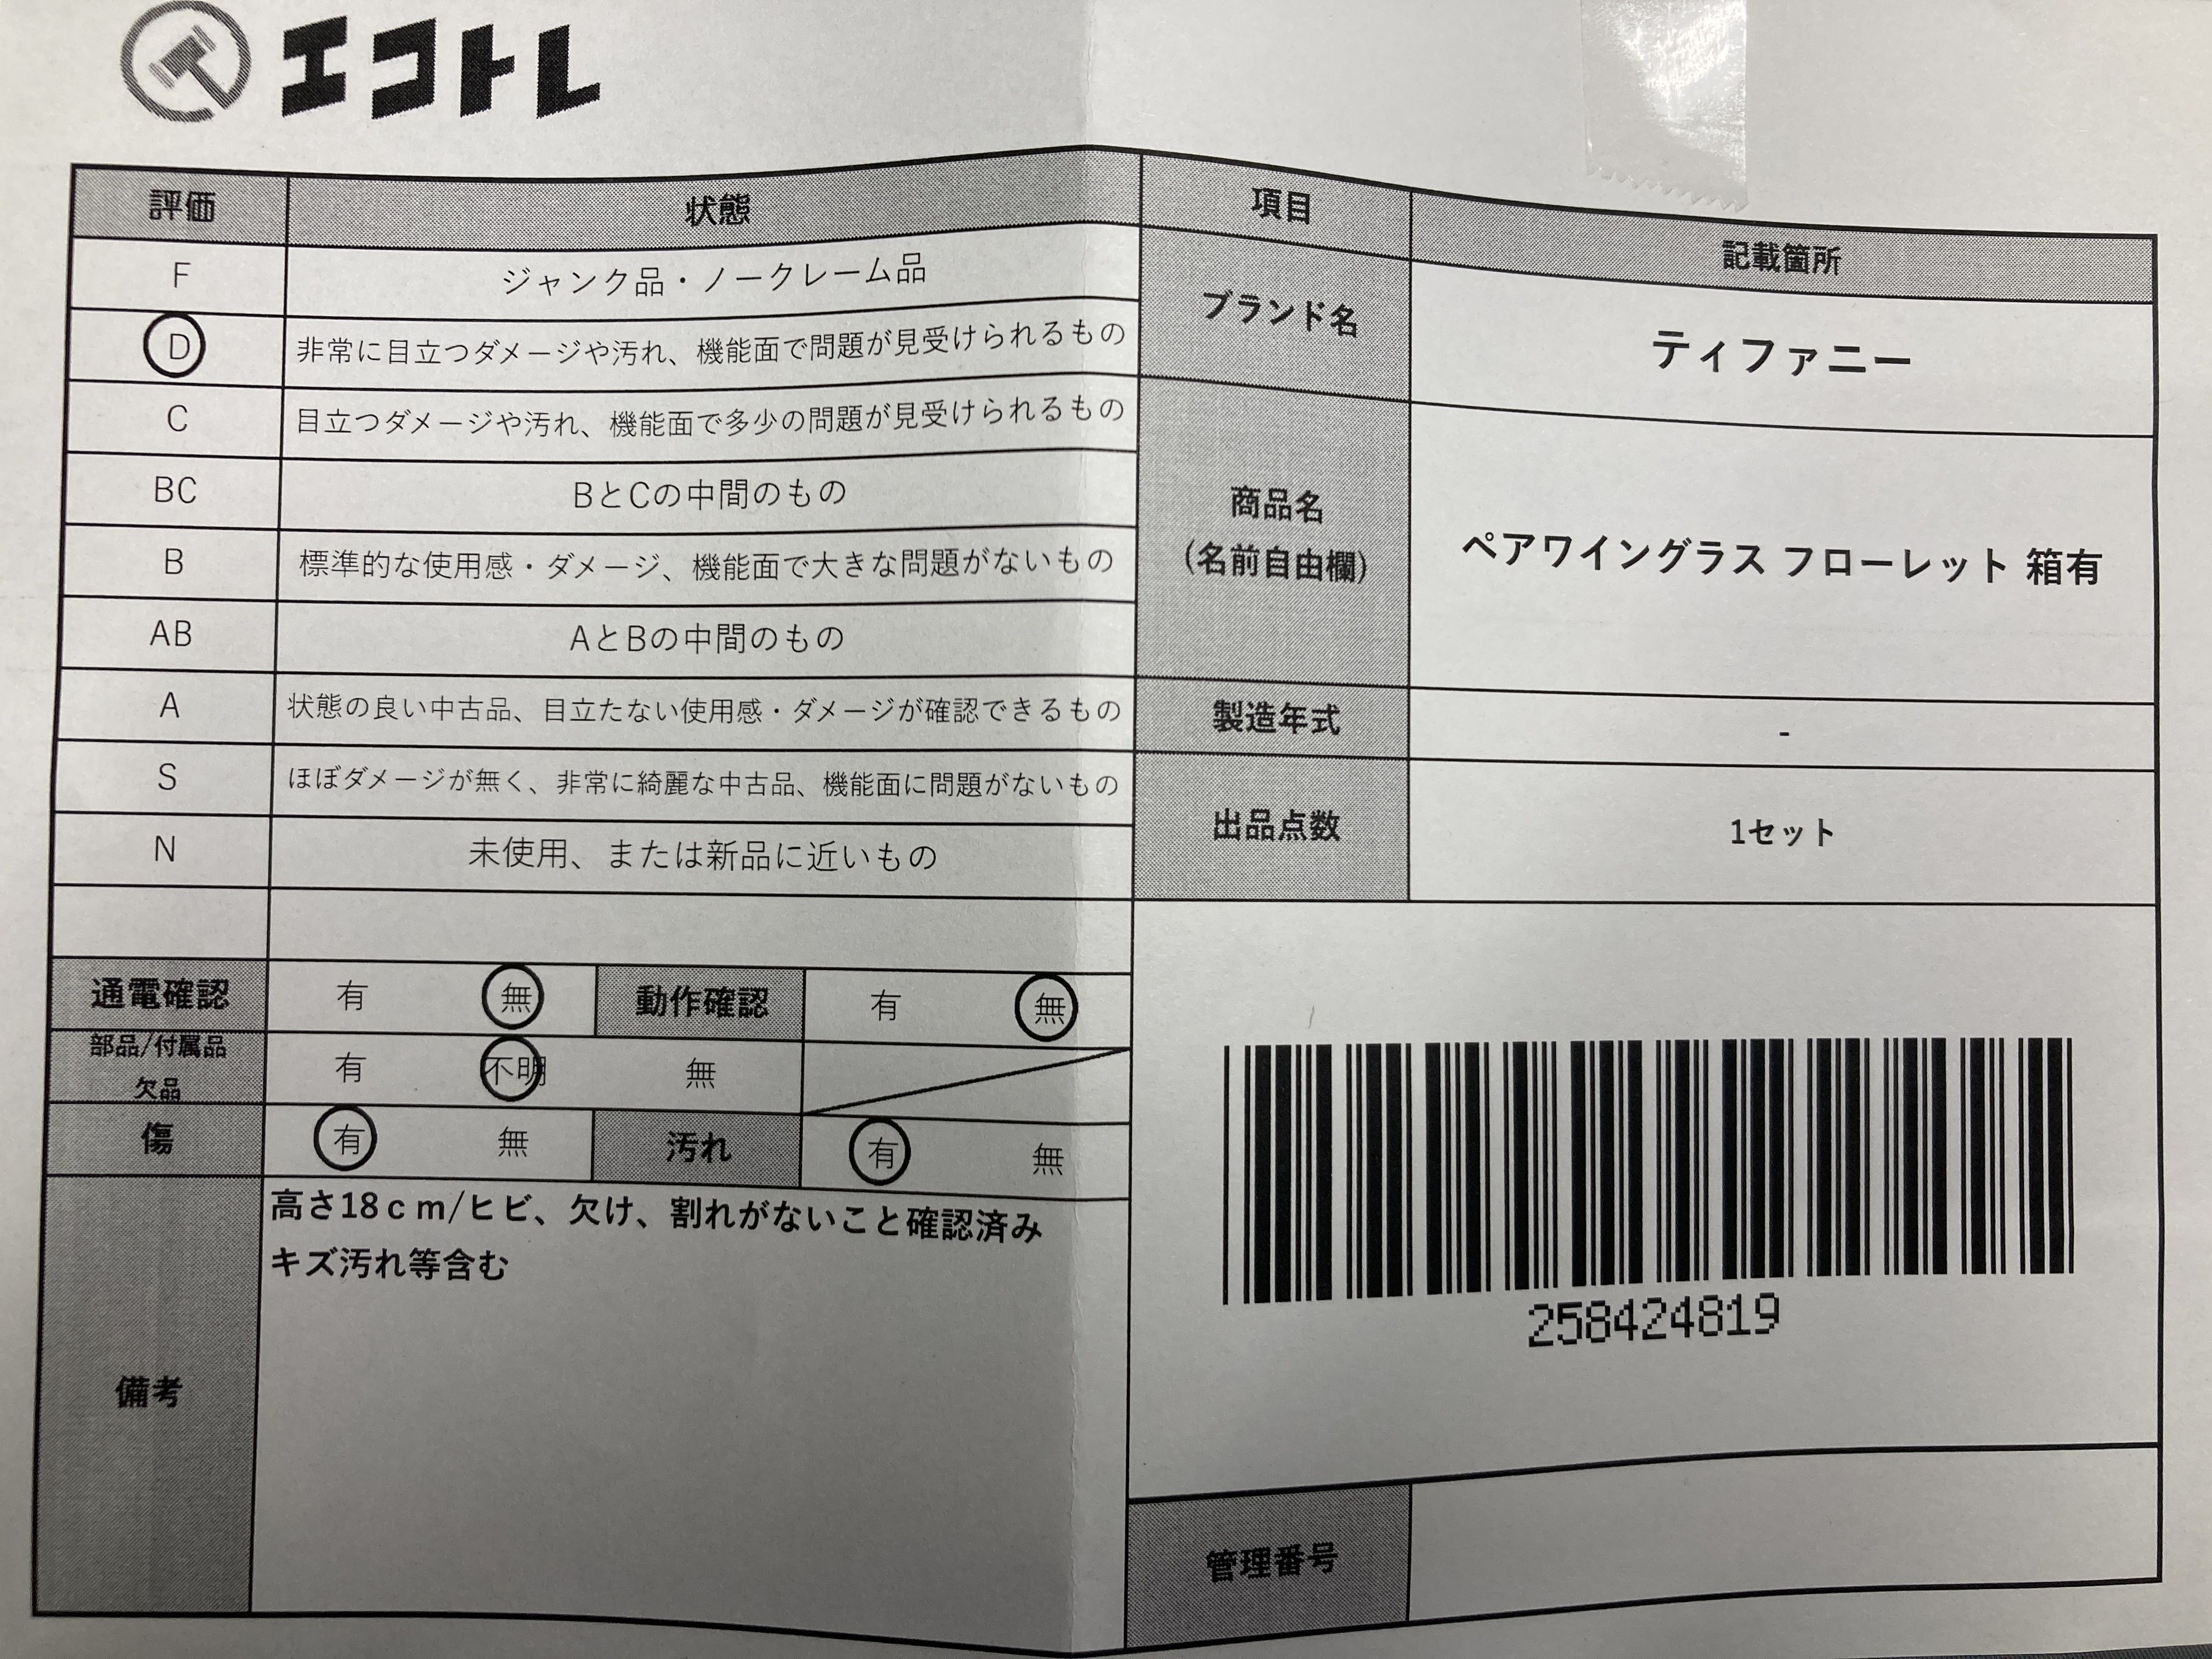 エコトレ
評価 状態
F ジャンク品・ノークレーム品
D 非常に目立つダメージや汚れ、機能面で問題が見受けられるもの
C 目立つダメージや汚れ、機能面で多少の問題が見受けられるもの
BC BとCの中間のもの
B 標準的な使用感・ダメージ、機能面で大きな問題がないもの
AB AとBの中間のもの
A 状態の良い中古品、目立たない使用感・ダメージが確認できるもの
S ほぼダメージが無く、非常に綺麗な中古品、機能面に問題がないもの
N 未使用、または新品に近いもの
通電確認 有 無 動作確認 有 無
部品/付属品
欠品 有 不明 無
傷 有 無 汚れ 有 無
備考
高さ18ｃｍ/ヒビ、欠け、割れがないこと確認済み
キズ汚れ等含む
項目 記載箇所
ブランド名 ティファニー
商品名
(名前自由欄)
ペアワイングラス フローレット 箱有
製造年式 -
出品点数 1セット
258424819
管理番号